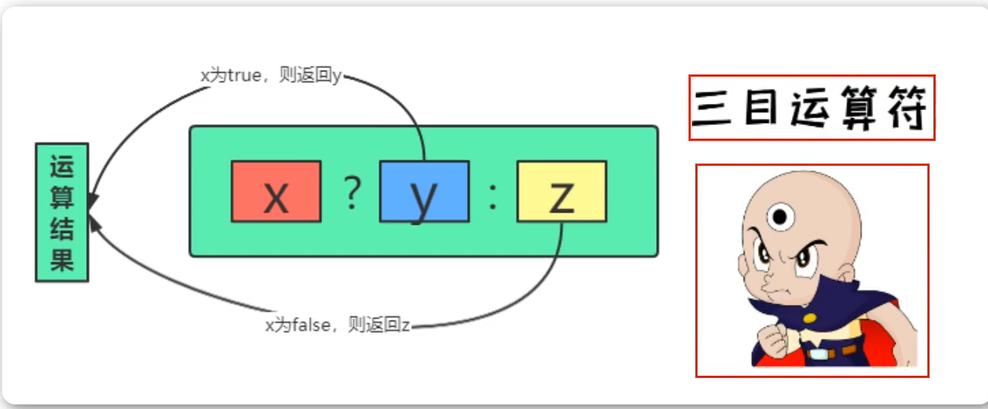 x为true，则返回y
三目运算符
运算结果
x ? y : z
x为false，则返回z